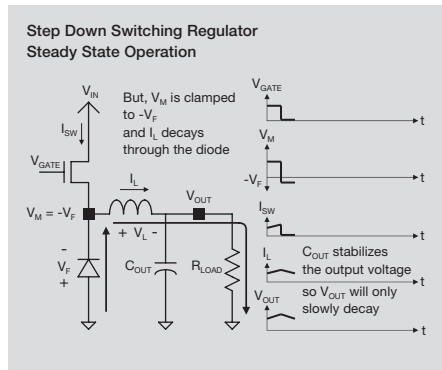 Step Down Switching Regulator
Steady State Operation
VIN
But, VM is clamped
to -VF
and IL decays
through the diode
ISW
VGATE
IL
VOUT
VM = -VF
+ VL -
-
VF
+
COUT
RLOAD
VGATE
t
VM
-VF
t
ISW
t
IL
COUT stabilizes
the output voltage
t
so VOUT will only
slowly decay
VOUT
t